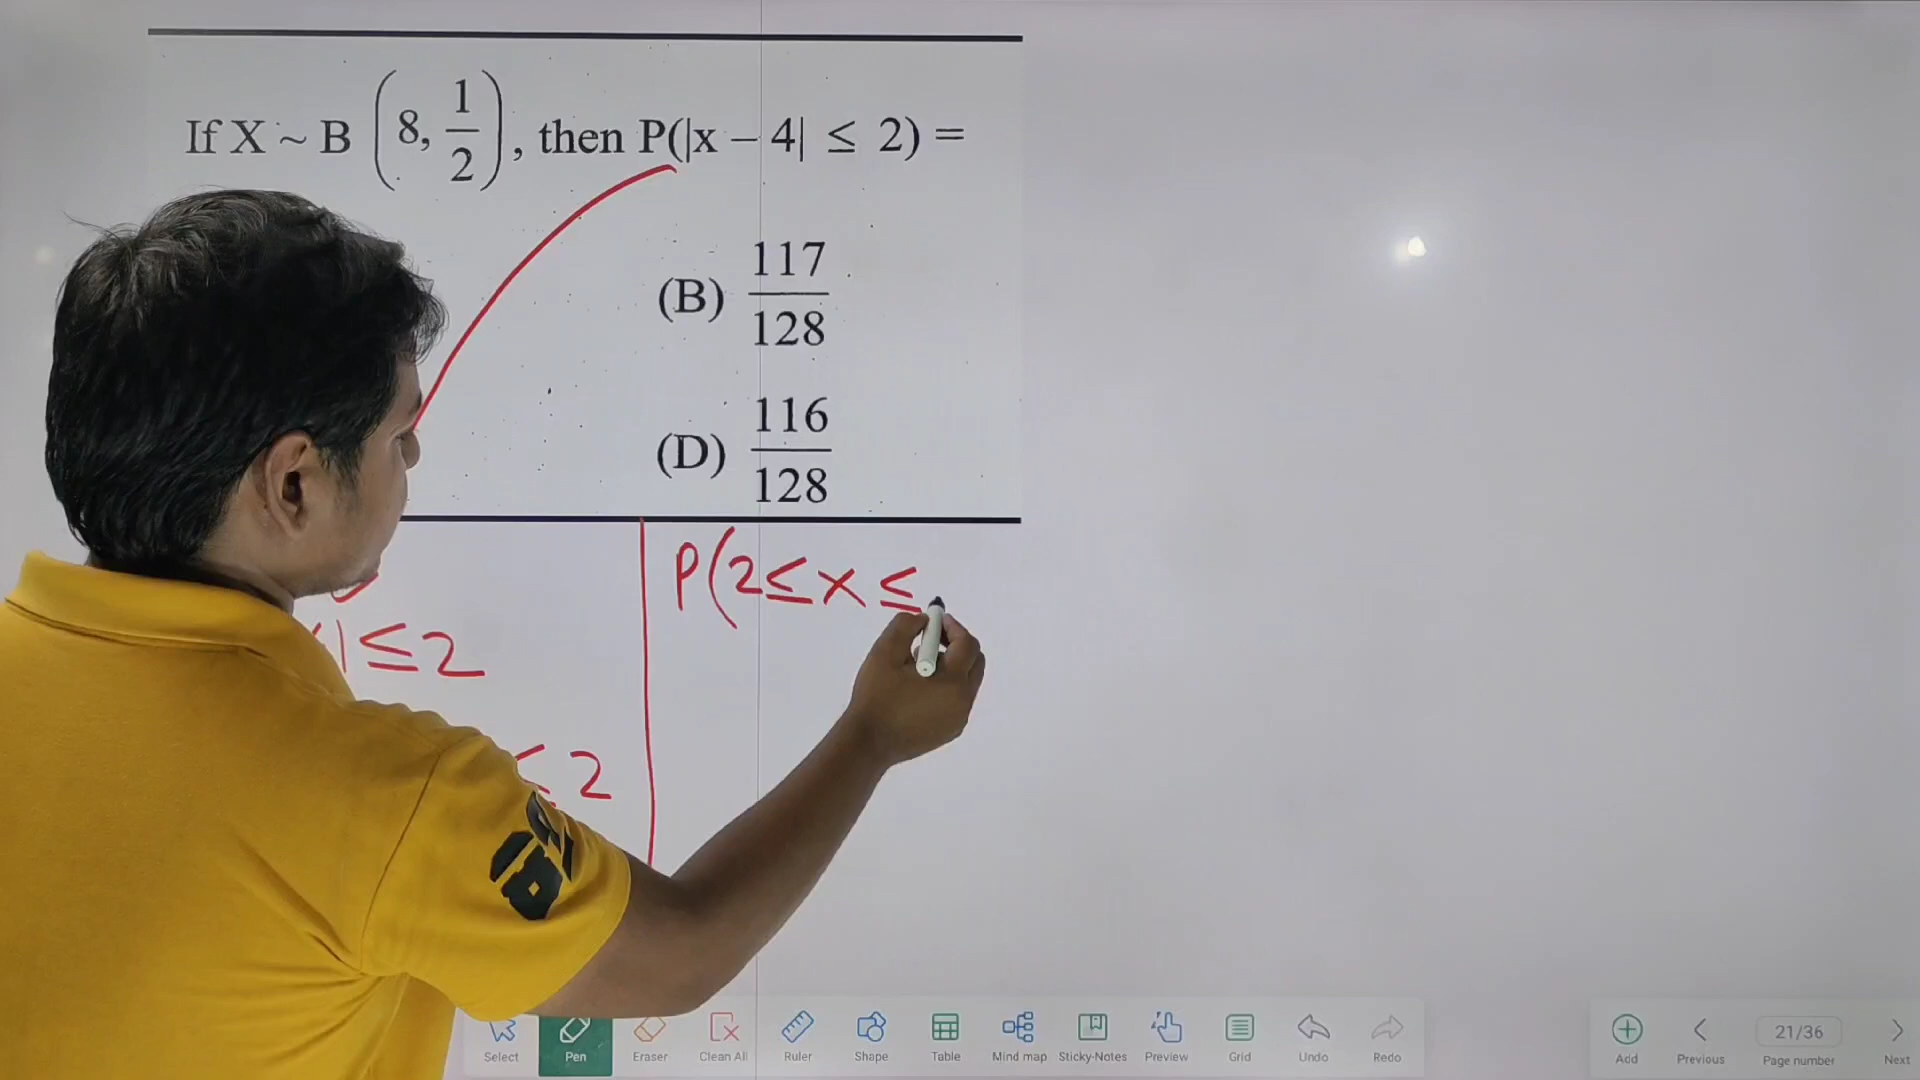 If X ~ B (8, 1/2), then P(|x – 4| ≤ 2) =
(B) 117/128
(D) 116/128
P(2 ≤ x ≤
| ≤ 2
≤ 2
Select Pen Eraser Clean All Ruler Shape Table Mind map Sticky-Notes Preview Grid Undo Redo
Add Previous 21/36 Page number Next